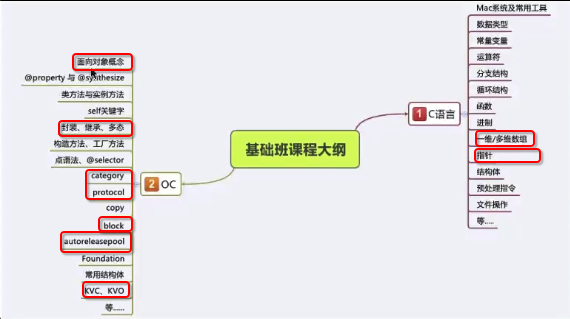 基础班课程大纲
1 C语言
Mac系统及常用工具
数据类型
常量变量
运算符
分支结构
循环结构
函数
进制
一维/多维数组
指针
结构体
预处理指令
文件操作
等.....
2 OC
面向对象概念
@property 与 @synthesize
类方法与实例方法
self关键字
封装、继承、多态
构造方法、工厂方法
点语法、@selector
category
protocol
copy
block
autoreleasepool
Foundation
常用结构体
KVC、KVO
等......